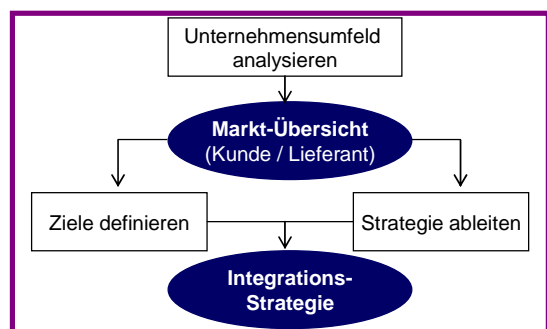 Unternehmensumfeld
analysieren
Markt-Übersicht
(Kunde / Lieferant)
Ziele definieren
Strategie ableiten
Integrations-
Strategie